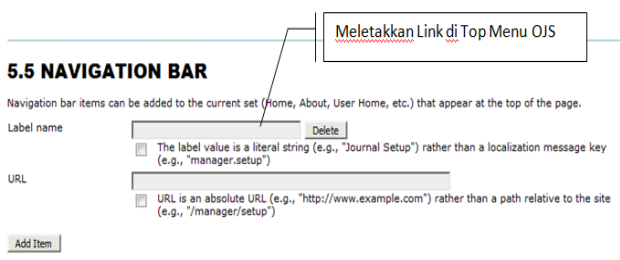 Meletakkan Link di Top Menu OJS
5.5 NAVIGATION BAR
Navigation bar items can be added to the current set (Home, About, User Home, etc.) that appear at the top of the page.
Label name
Delete
The label value is a literal string (e.g., "Journal Setup") rather than a localization message key
(e.g., "manager.setup")
URL
URL is an absolute URL (e.g., "http://www.example.com") rather than a path relative to the site
(e.g., "/manager/setup")
Add Item